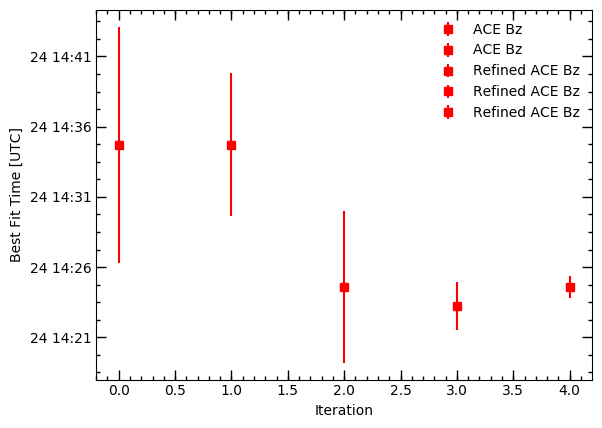 ACE Bz
ACE Bz
Refined ACE Bz
Refined ACE Bz
Refined ACE Bz
Best Fit Time [UTC]
24 14:41
24 14:36
24 14:31
24 14:26
24 14:21
0.0 0.5 1.0 1.5 2.0 2.5 3.0 3.5 4.0
Iteration